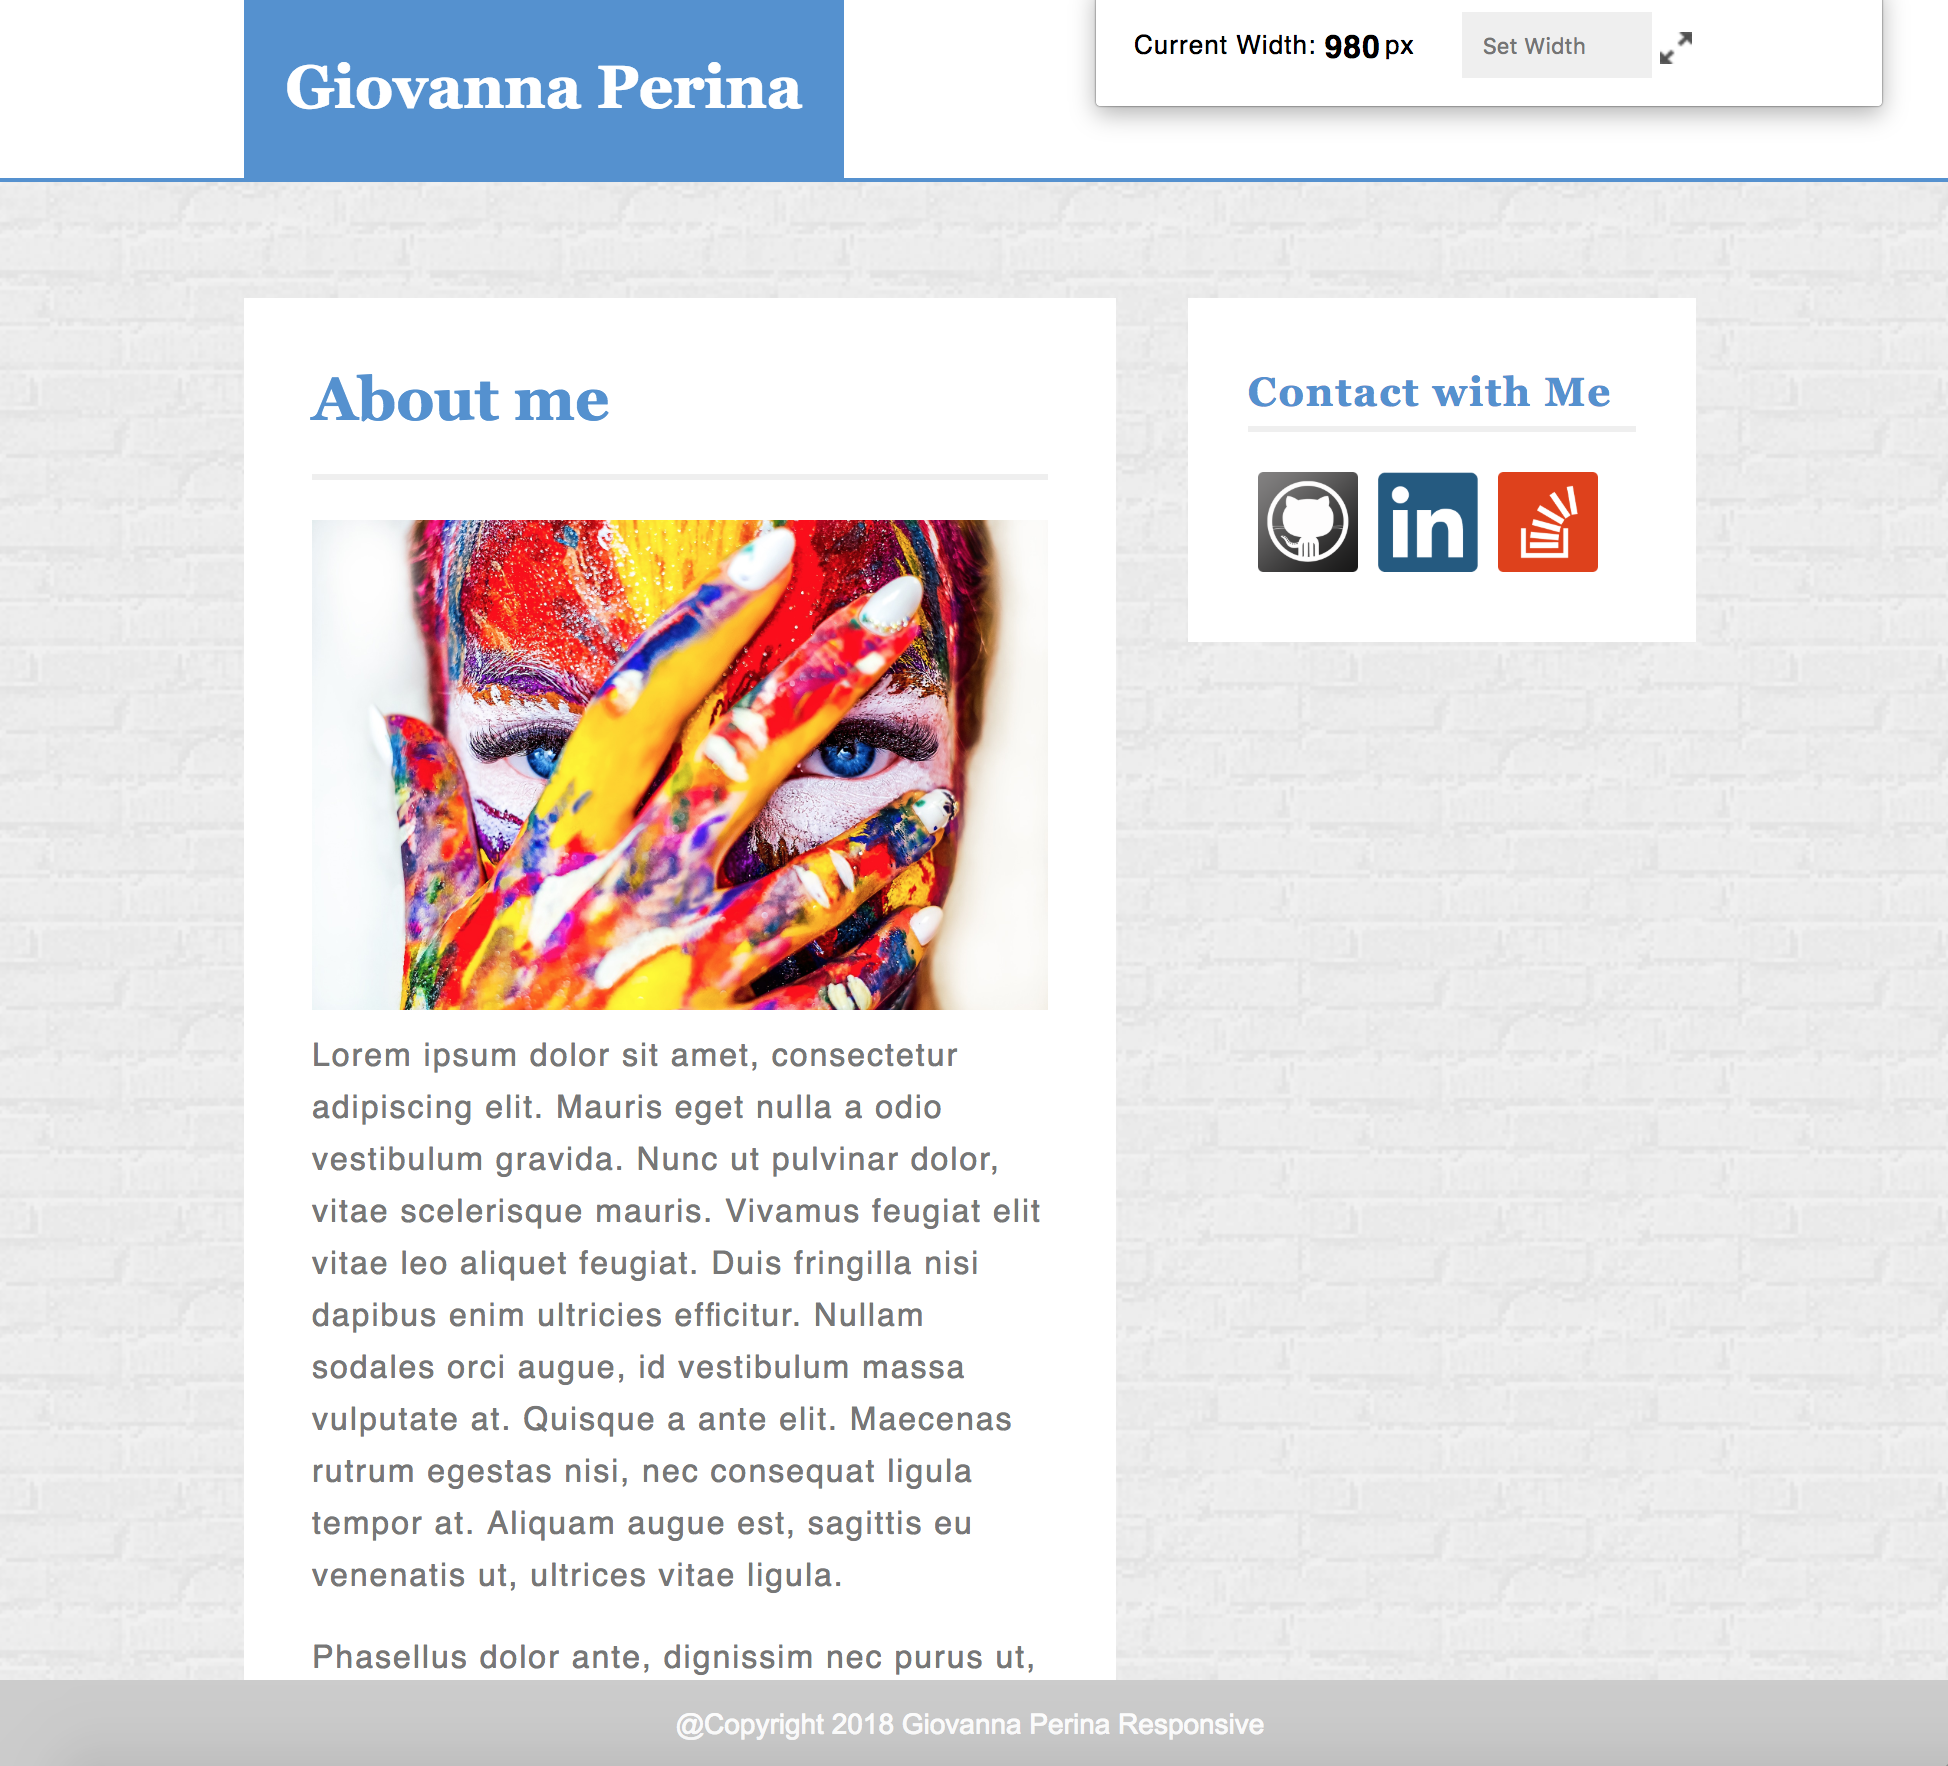 Giovanna Perina
Current Width: 980 px
Set Width
About me
Contact with Me
in
Lorem ipsum dolor sit amet, consectetur
adipiscing elit. Mauris eget nulla a odio
vestibulum gravida. Nunc ut pulvinar dolor,
vitae scelerisque mauris. Vivamus feugiat elit
vitae leo aliquet feugiat. Duis fringilla nisi
dapibus enim ultricies efficitur. Nullam
sodales orci augue, id vestibulum massa
vulputate at. Quisque a ante elit. Maecenas
rutrum egestas nisi, nec consequat ligula
tempor at. Aliquam augue est, sagittis eu
venenatis ut, ultrices vitae ligula.
Phasellus dolor ante, dignissim nec purus ut,
@Copyright 2018 Giovanna Perina Responsive